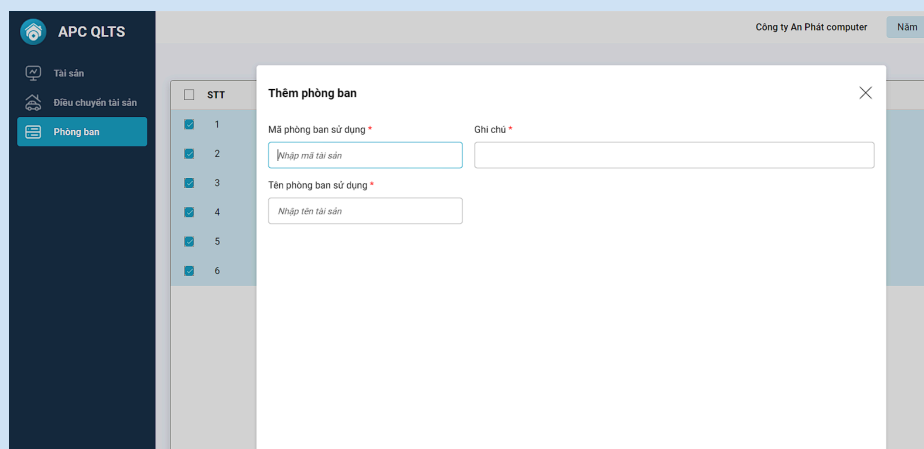 APC QLTS
Công ty An Phát computer
Năm
Tài sản
Điều chuyển tài sản
Phòng ban
STT
1
2
3
4
5
6
Thêm phòng ban
Mã phòng ban sử dụng *
Ghi chú *
Nhập mã tài sản
Tên phòng ban sử dụng *
Nhập tên tài sản